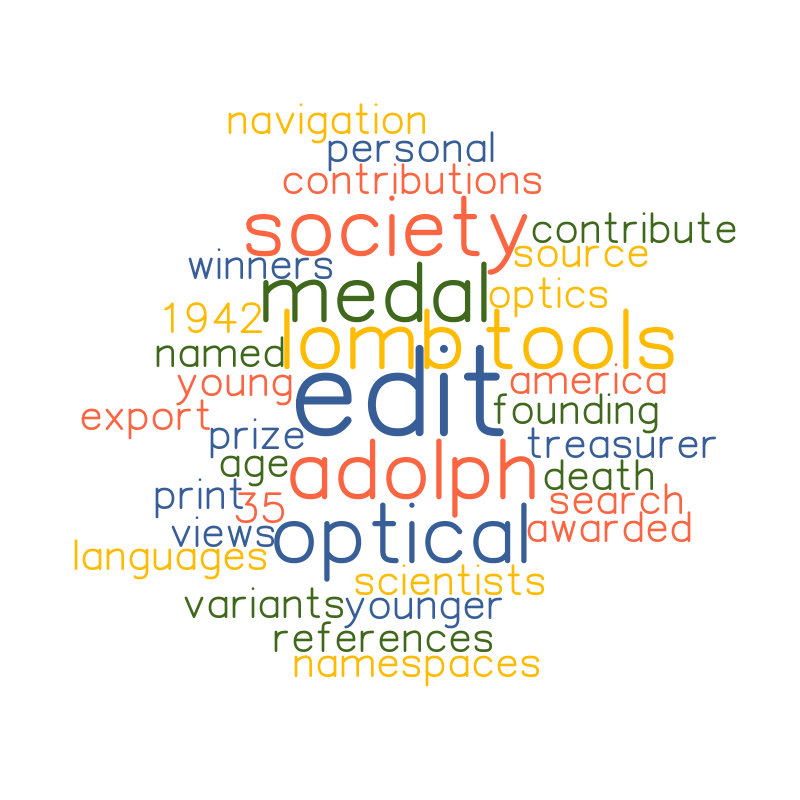 navigation
personal
contributions
society
contribute
source
winners
medal
optics
1942
lomb
tools
named
edit
young
america
export
founding
prize
treasurer
age
adolph
death
print
35
search
views
optical
awarded
languages
scientists
variants
younger
references
namespaces